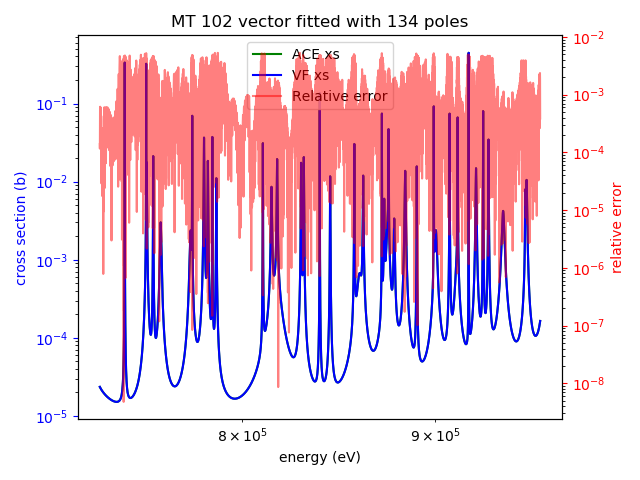 MT 102 vector fitted with 134 poles
ACE xs
VF xs
Relative error
cross section (b)
10⁻¹
10⁻²
10⁻³
10⁻⁴
10⁻⁵
relative error
10⁻²
10⁻³
10⁻⁴
10⁻⁵
10⁻⁶
10⁻⁷
10⁻⁸
8 × 10⁵
9 × 10⁵
energy (eV)